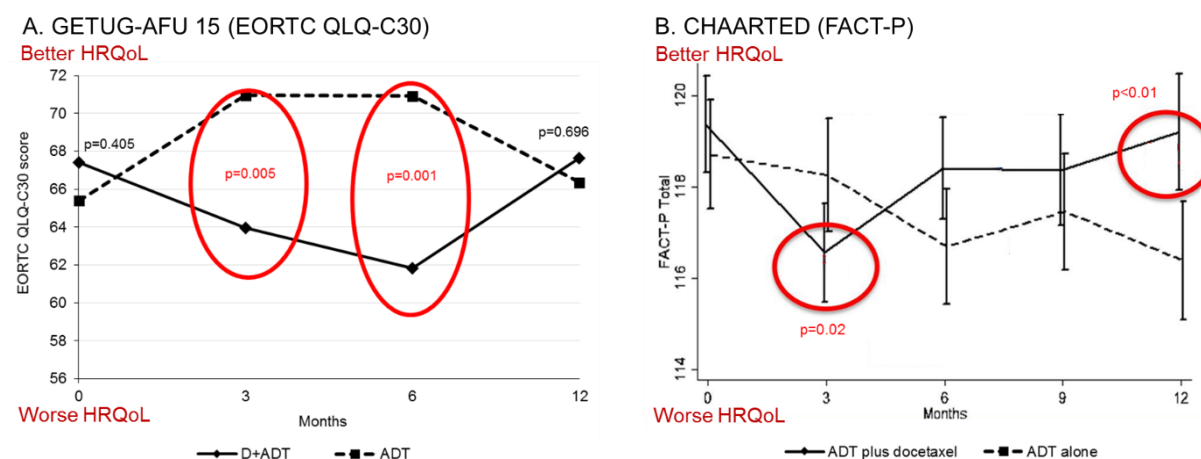 A. GETUG-AFU 15 (EORTC QLQ-C30)
Better HRQoL
EORTC QLQ-C30 score
72
70
68
66
64
62
60
58
56
p=0.405
p=0.005
p=0.001
p=0.696
0
3
6
12
Worse HRQoL
Months
D+ADT
ADT
B. CHAARTED (FACT-P)
Better HRQoL
FACT-P Total
120
118
116
114
p<0.01
p=0.02
0
3
6
9
12
Worse HRQoL
Months
ADT plus docetaxel
ADT alone